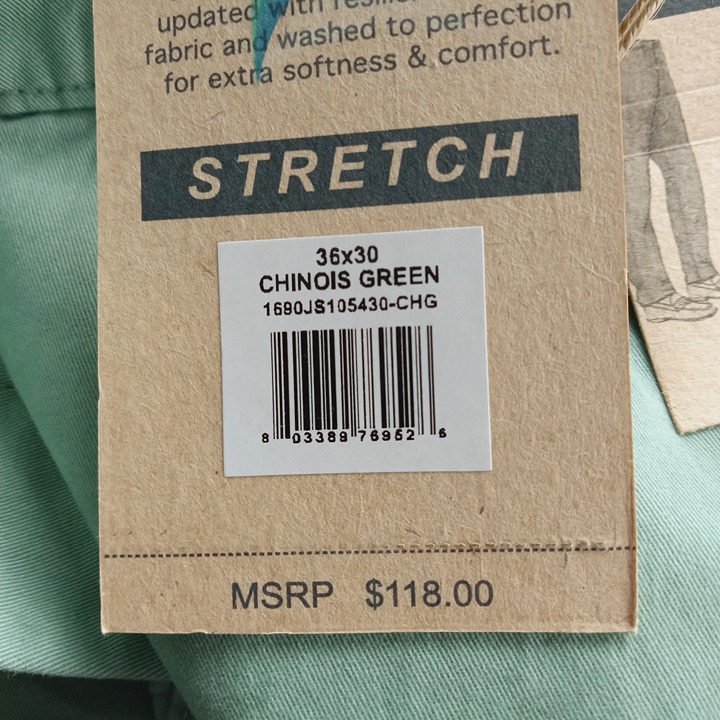 updated with
fabric and washed to perfection
for extra softness & comfort.
STRETCH
36x30
CHINOIS GREEN
1690JS105430-CHG
8 03389 76952 6
MSRP $118.00